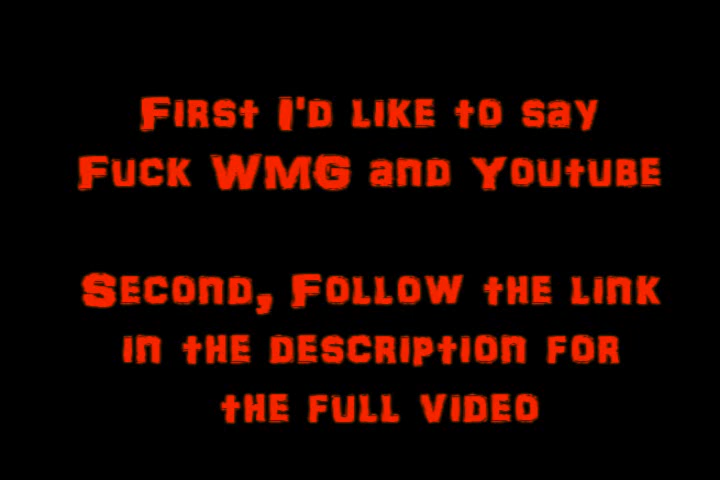 First I'd like to say
Fuck WMG and Youtube
Second, Follow the link
in the description for
the full video